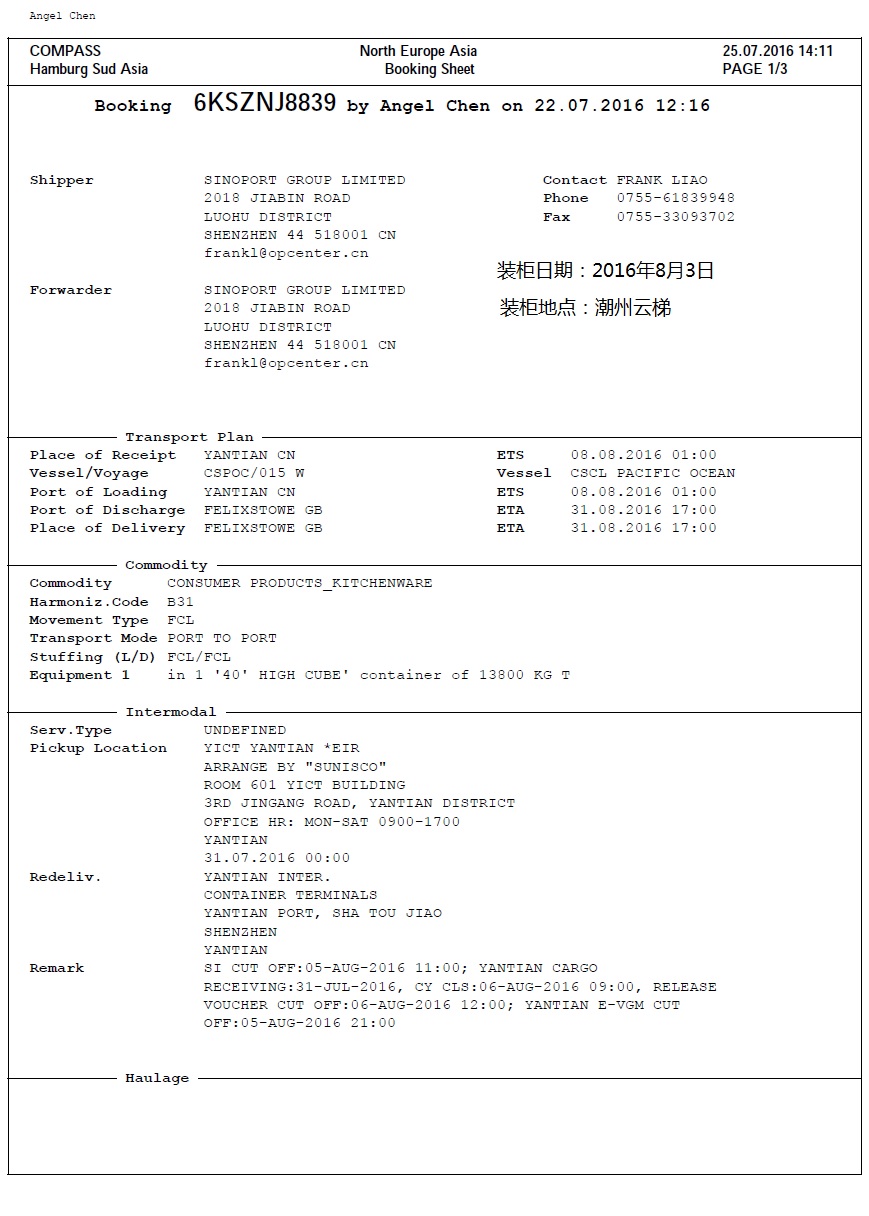 Angel Chen
COMPASS North Europe Asia 25.07.2016 14:11
Hamburg Sud Asia Booking Sheet PAGE 1/3
Booking 6KSZNJ8839 by Angel Chen on 22.07.2016 12:16
Shipper SINOPORT GROUP LIMITED Contact FRANK LIAO
2018 JIABIN ROAD Phone 0755-61839948
LUOHU DISTRICT Fax 0755-33093702
SHENZHEN 44 518001 CN
frankl@opcenter.cn
装柜日期：2016年8月3日
Forwarder SINOPORT GROUP LIMITED
2018 JIABIN ROAD
装柜地点：潮州云梯
LUOHU DISTRICT
SHENZHEN 44 518001 CN
frankl@opcenter.cn
Transport Plan
Place of Receipt YANTIAN CN ETS 08.08.2016 01:00
Vessel/Voyage CSPOC/015 W Vessel CSCL PACIFIC OCEAN
Port of Loading YANTIAN CN ETS 08.08.2016 01:00
Port of Discharge FELIXSTOWE GB ETA 31.08.2016 17:00
Place of Delivery FELIXSTOWE GB ETA 31.08.2016 17:00
Commodity
Commodity CONSUMER PRODUCTS_KITCHENWARE
Harmoniz.Code B31
Movement Type FCL
Transport Mode PORT TO PORT
Stuffing (L/D) FCL/FCL
Equipment 1 in 1 '40' HIGH CUBE' container of 13800 KG T
Intermodal
Serv.Type UNDEFINED
Pickup Location YICT YANTIAN *EIR
ARRANGE BY "SUNISCO"
ROOM 601 YICT BUILDING
3RD JINGANG ROAD, YANTIAN DISTRICT
OFFICE HR: MON-SAT 0900-1700
YANTIAN
31.07.2016 00:00
Redeliv. YANTIAN INTER.
CONTAINER TERMINALS
YANTIAN PORT, SHA TOU JIAO
SHENZHEN
YANTIAN
Remark SI CUT OFF:05-AUG-2016 11:00; YANTIAN CARGO
RECEIVING:31-JUL-2016, CY CLS:06-AUG-2016 09:00, RELEASE
VOUCHER CUT OFF:06-AUG-2016 12:00; YANTIAN E-VGM CUT
OFF:05-AUG-2016 21:00
Haulage